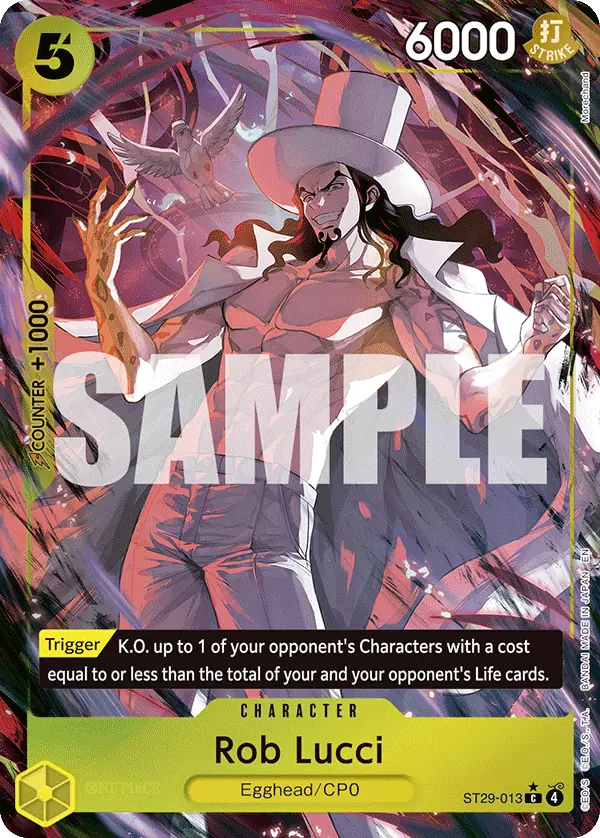 5
6000
打
STRIKE
Morechand
COUNTER +1000
SAMPLE
Trigger K.O. up to 1 of your opponent's Characters with a cost
equal to or less than the total of your and your opponent's Life cards.
CHARACTER
Rob Lucci
Egghead/CP0
ONE PIECE
ST29-013 C 4
©E.O./S., T.A. BANDAI MADE IN JAPAN EN